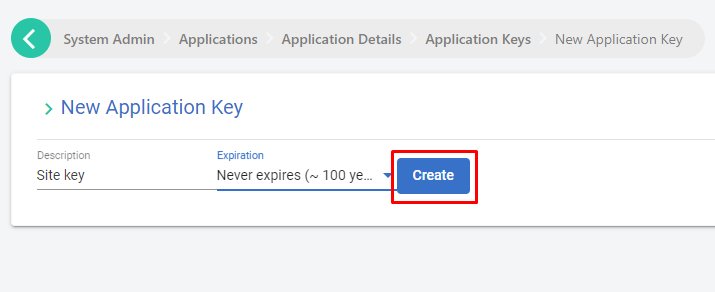 System Admin > Applications > Application Details > Application Keys > New Application Key
> New Application Key
Description Expiration
Site key Never expires (~ 100 ye... Create